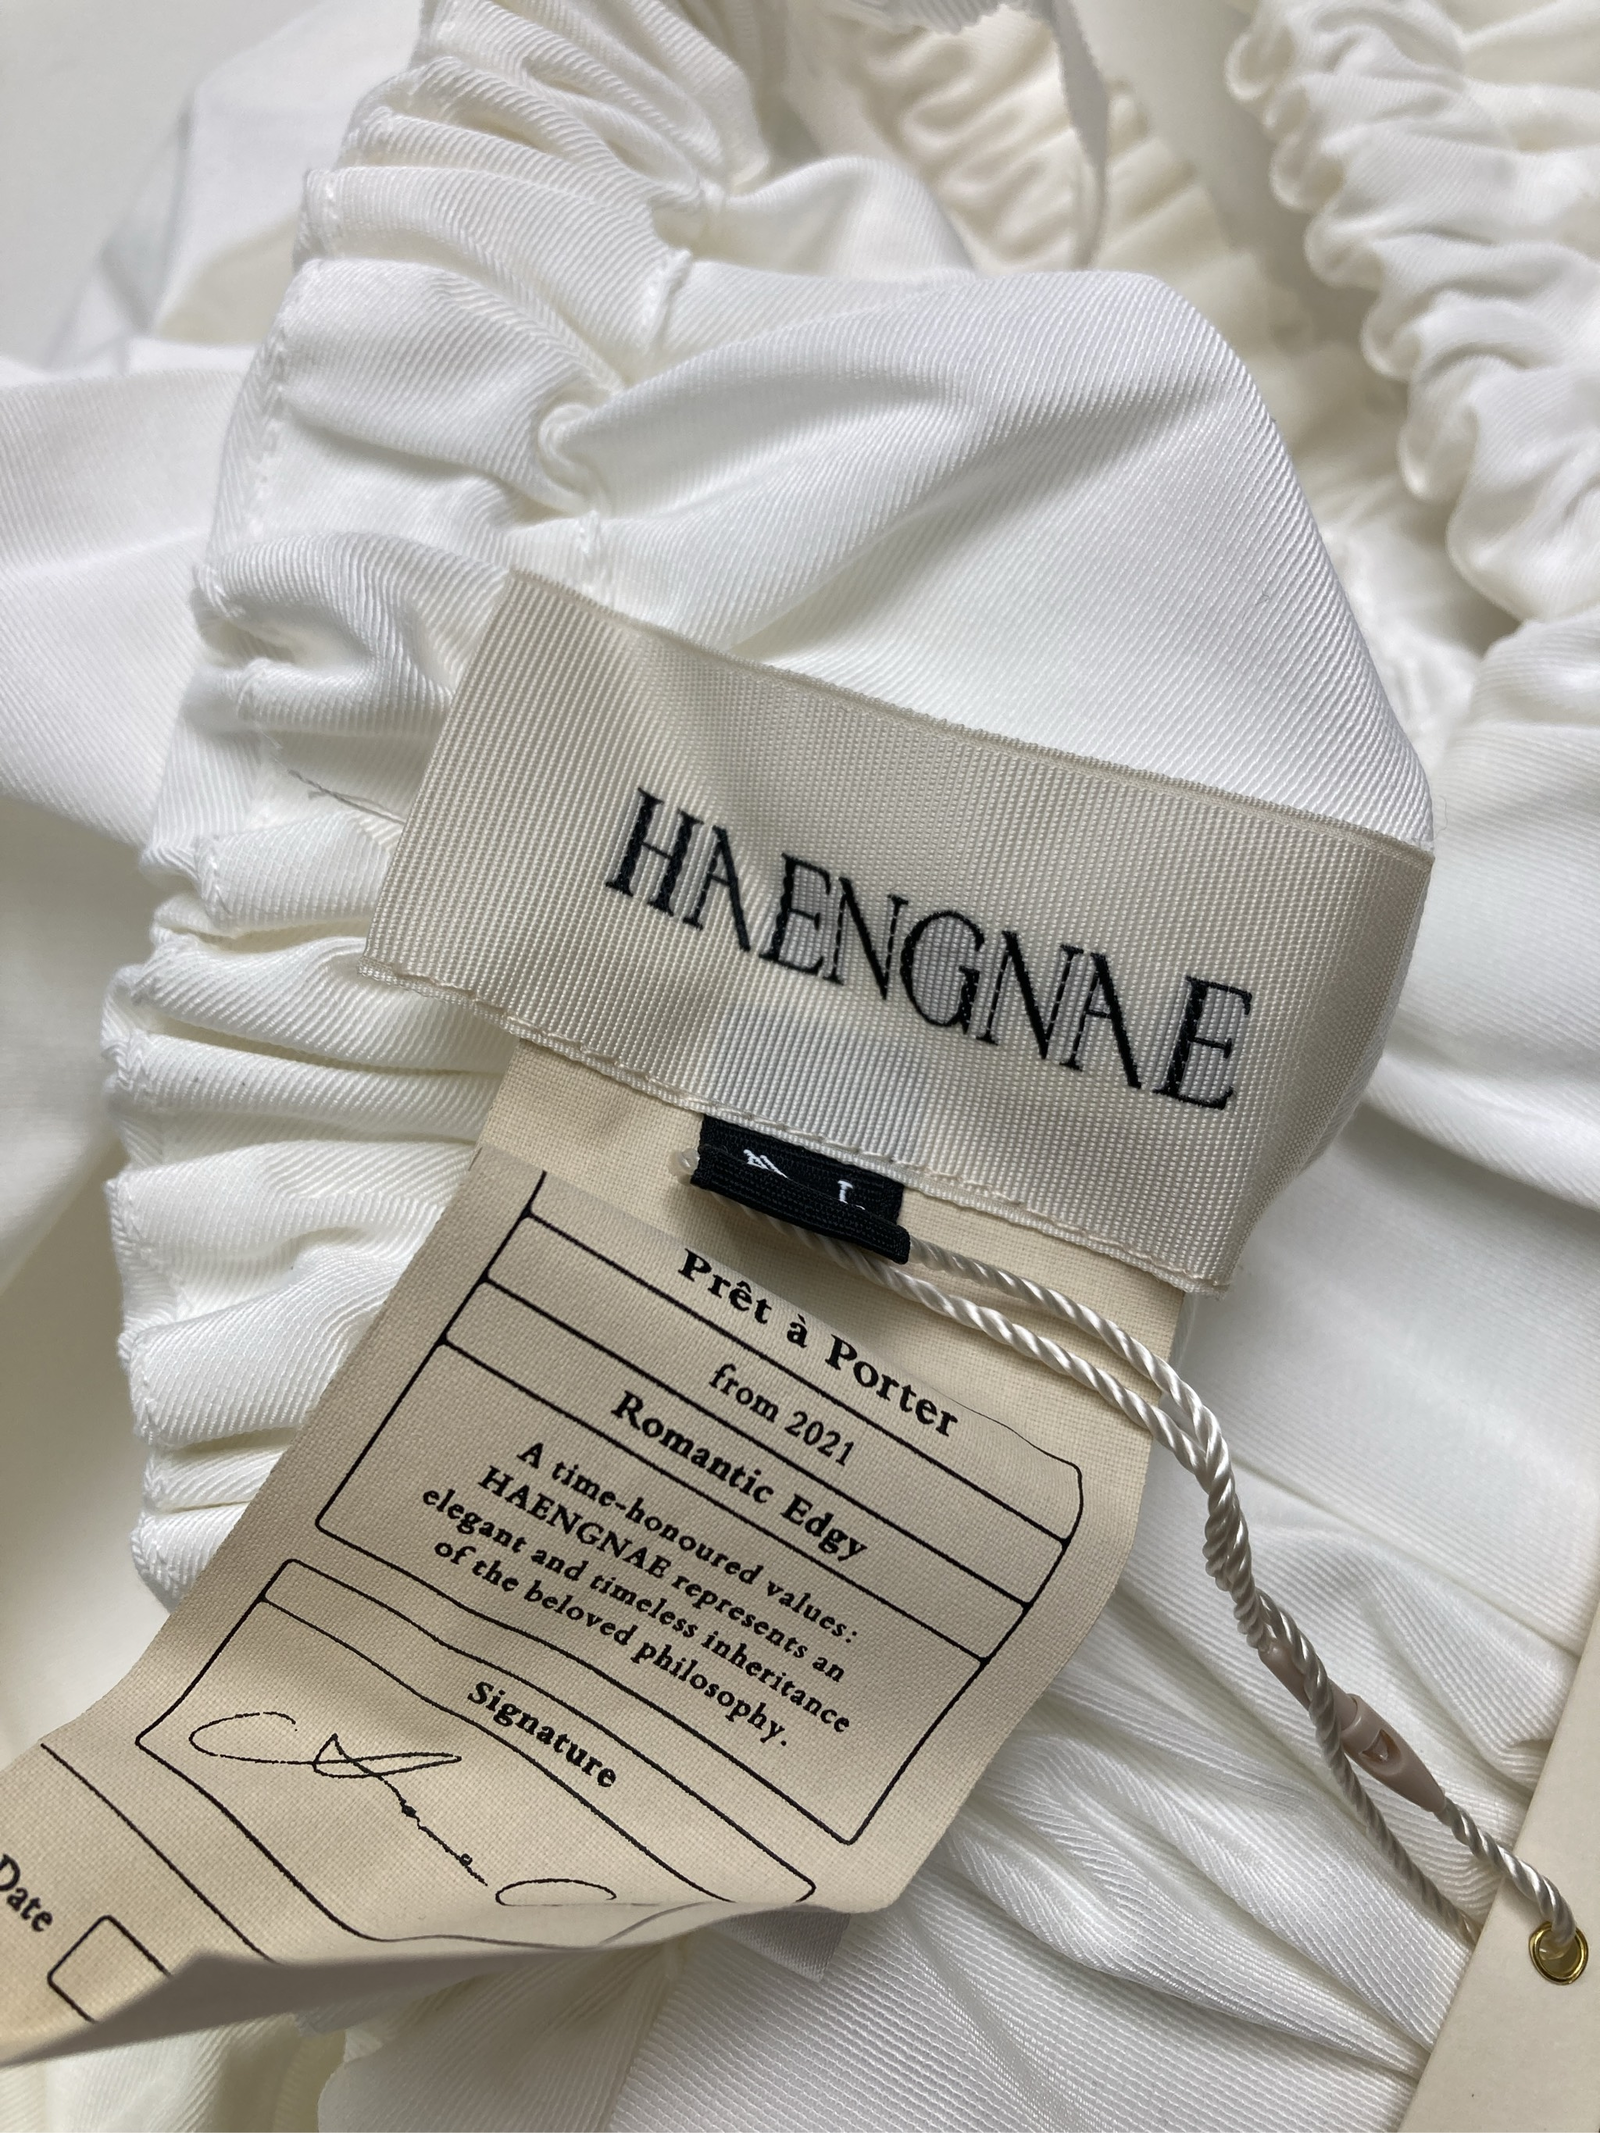 HAENGNAE
Prêt à Porter
from 2021
Romantic Edgy
A time-honoured values:
HAENGNAE represents an
elegant and timeless inheritance
of the beloved philosophy.
Signature
Date